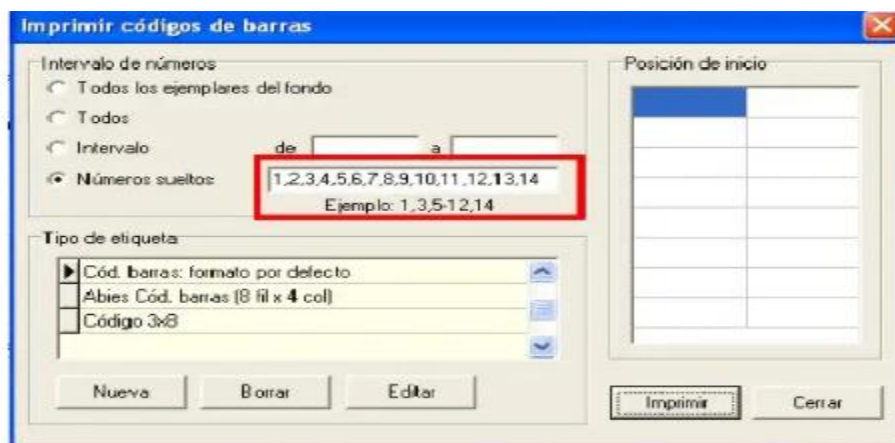 Imprimir códigos de barras
Intervalo de números
Todos los ejemplares del fondo
Todos
Intervalo de a
Números sueltos 1,2,3,4,5,6,7,8,9,10,11,12,13,14
Ejemplo: 1,3,5-12,14
Tipo de etiqueta
Cód. barras: formato por defecto
Abies Cód. barras (8 fil x 4 col)
Código 3x8
Nueva Borrar Editar
Posición de inicio
Imprimir Cerrar